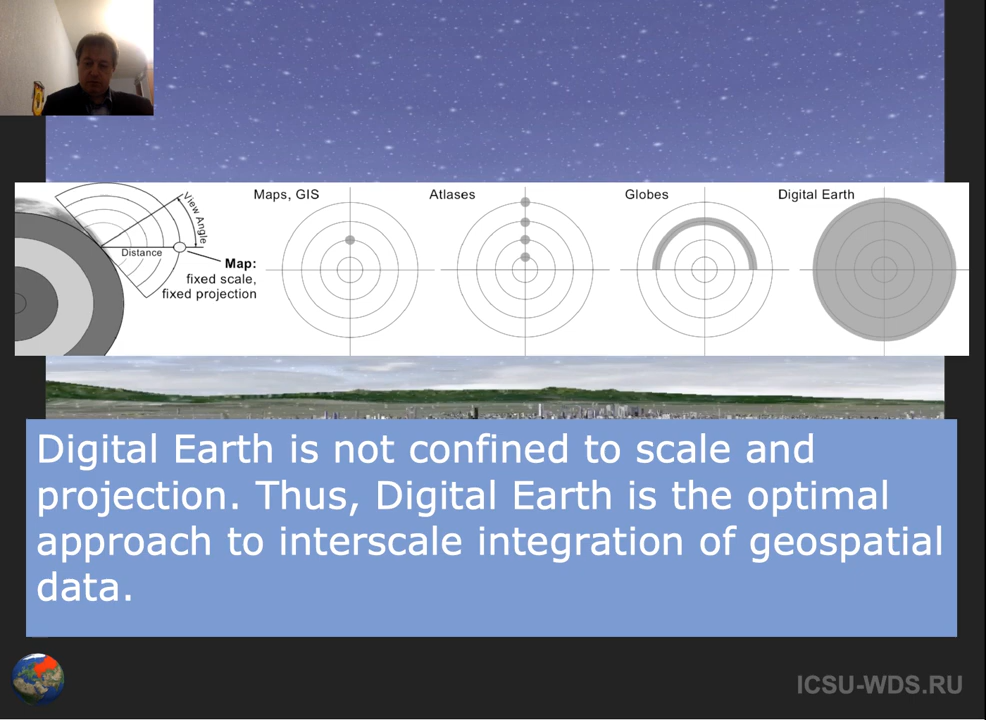 Maps, GIS
Atlases
Globes
Digital Earth
View Angle
Distance
Map:
fixed scale,
fixed projection
Digital Earth is not confined to scale and
projection. Thus, Digital Earth is the optimal
approach to interscale integration of geospatial
data.
ICSU-WDS.RU